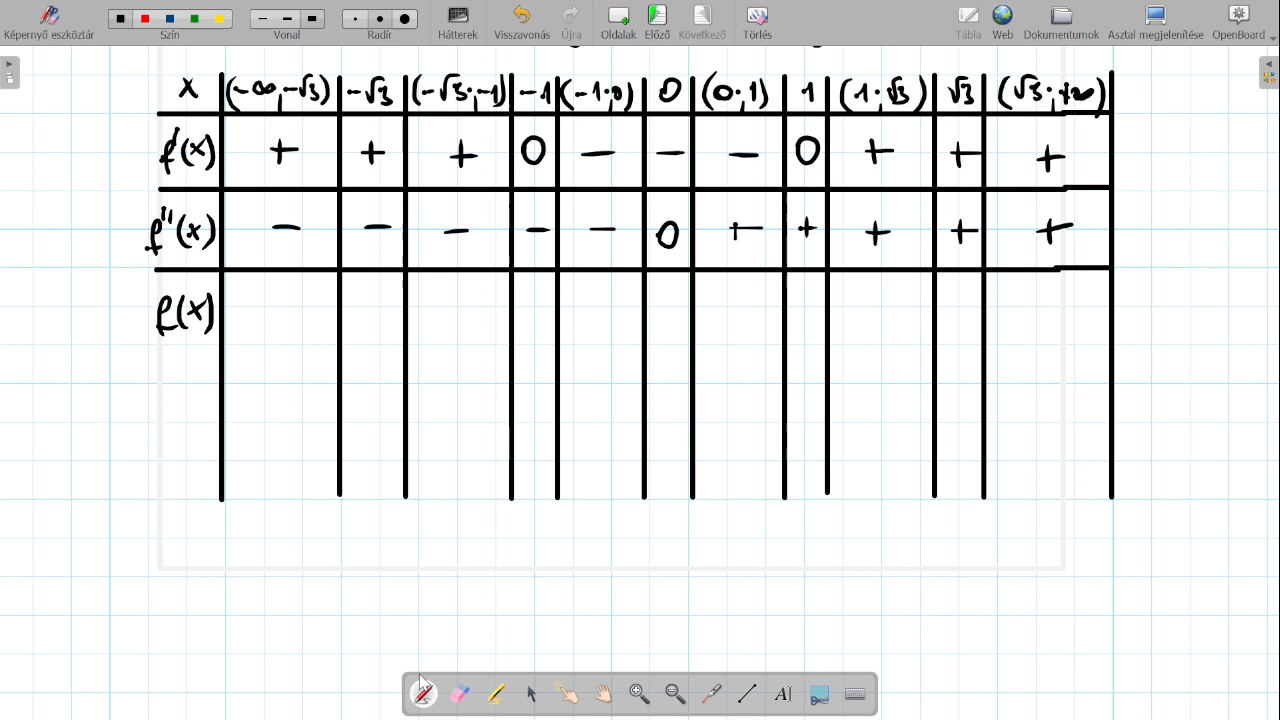 Képernyő eszköztár Szín Vonal Radír Hátterek Visszavonás Újra Oldalak Előző Következő Törlés Tábla Web Dokumentumok Asztal megjelenítése OpenBoard
x (-∞,-√3) -√3 (-√3;-1) -1 (-1;0) 0 (0;1) 1 (1;√3) √3 (√3;+∞)
f'(x) + + + 0 - - - 0 + + +
f''(x) - - - - - 0 + + + + +
f(x)
A